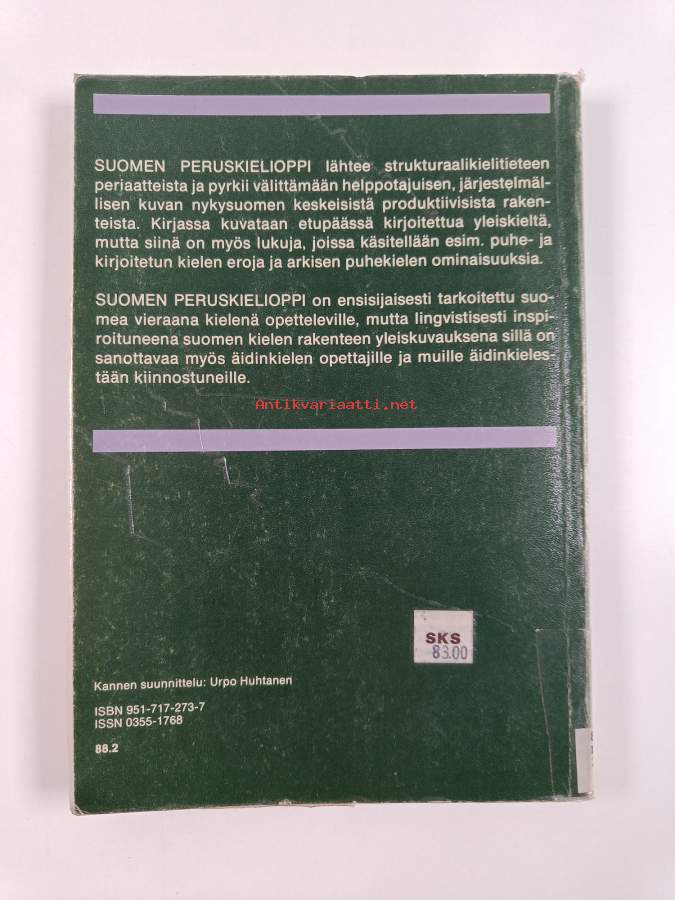 SUOMEN PERUSKIELIOPPI lähtee strukturaalikielitieteen
periaatteista ja pyrkii välittämään helppotajuisen, järjestelmäl-
lisen kuvan nykysuomen keskeisistä produktiivisista raken-
teista. Kirjassa kuvataan etupäässä kirjoitettua yleiskieltä,
mutta siinä on myös lukuja, joissa käsitellään esim. puhe- ja
kirjoitetun kielen eroja ja arkisen puhekielen ominaisuuksia.
SUOMEN PERUSKIELIOPPI on ensisijaisesti tarkoitettu suo-
mea vieraana kielenä opetteleville, mutta lingvistisesti inspi-
roituneena suomen kielen rakenteen yleiskuvauksena sillä on
sanottavaa myös äidinkielen opettajille ja muille äidinkieles-
tään kiinnostuneille.
Antikvariaatti.net
SKS
83.00
Kannen suunnittelu: Urpo Huhtanen
ISBN 951-717-273-7
ISSN 0355-1768
88.2